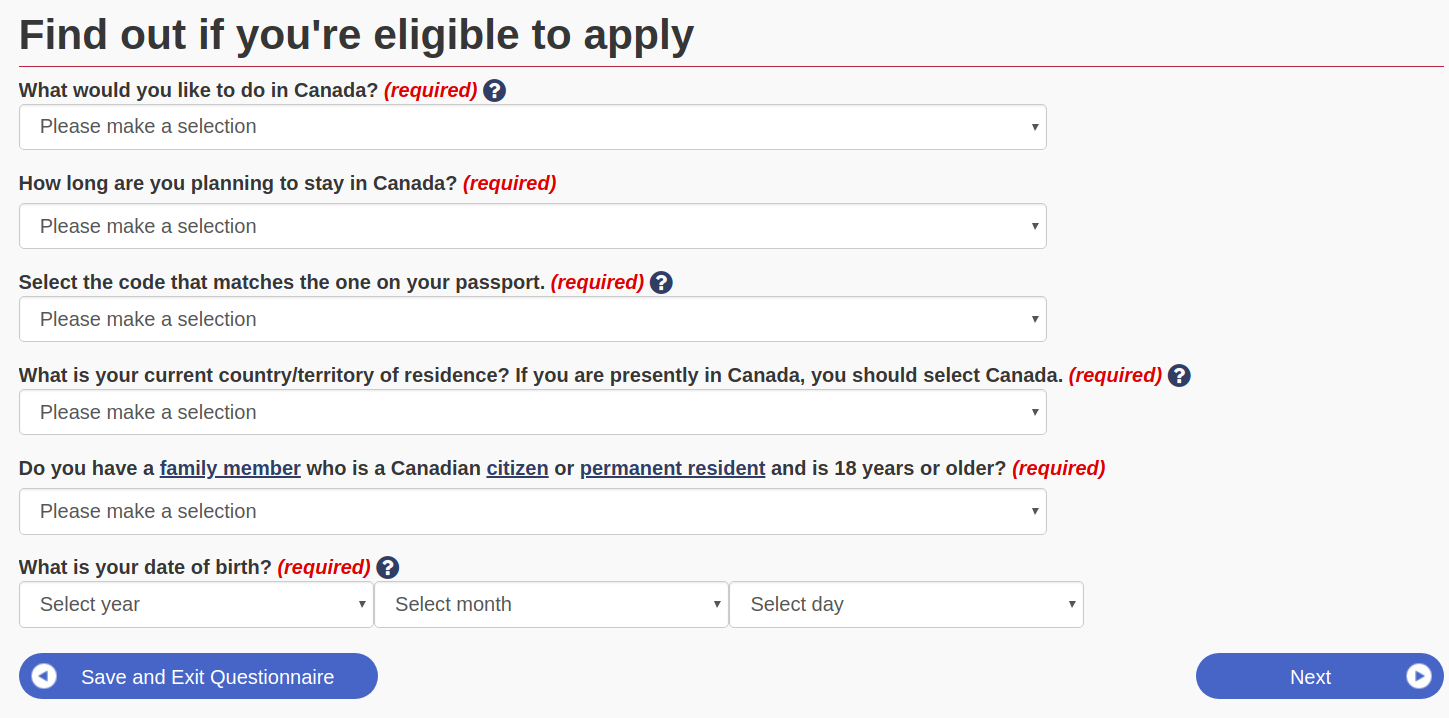 Find out if you're eligible to apply
What would you like to do in Canada? (required) ?
Please make a selection
How long are you planning to stay in Canada? (required)
Please make a selection
Select the code that matches the one on your passport. (required) ?
Please make a selection
What is your current country/territory of residence? If you are presently in Canada, you should select Canada. (required) ?
Please make a selection
Do you have a family member who is a Canadian citizen or permanent resident and is 18 years or older? (required)
Please make a selection
What is your date of birth? (required) ?
Select year Select month Select day
Save and Exit Questionnaire Next